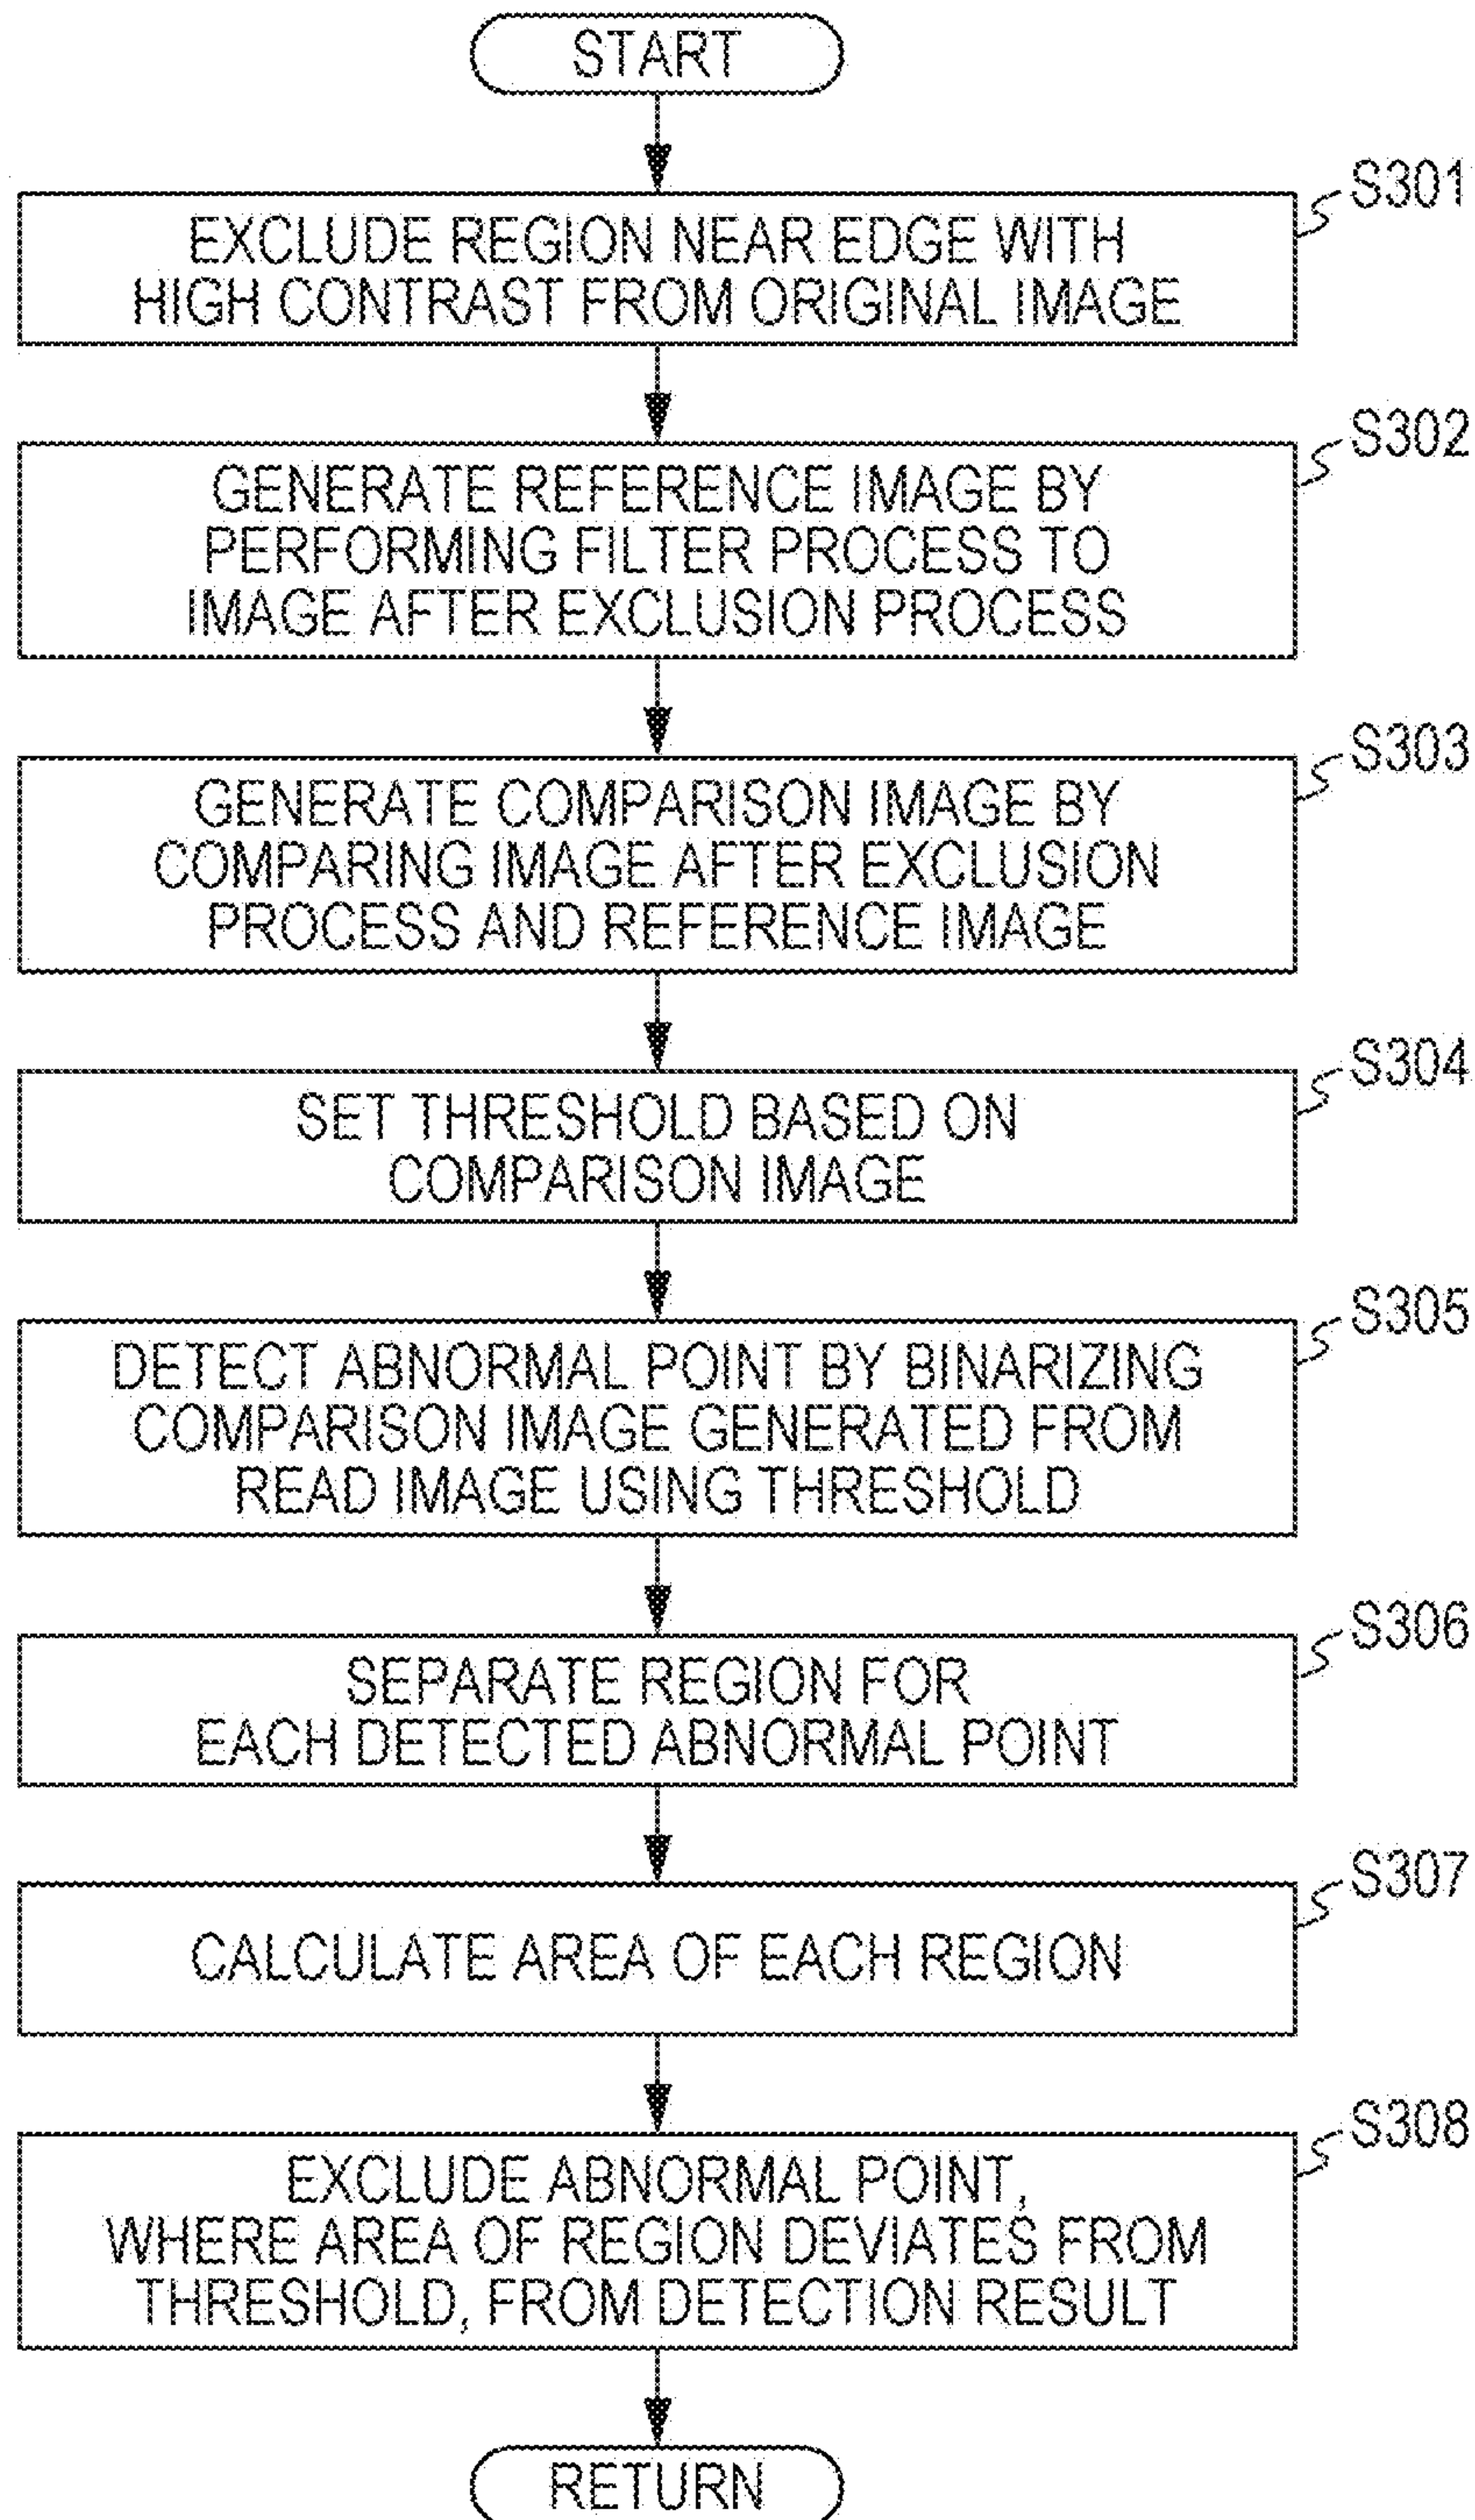 START
S301
EXCLUDE REGION NEAR EDGE WITH
HIGH CONTRAST FROM ORIGINAL IMAGE
S302
GENERATE REFERENCE IMAGE BY
PERFORMING FILTER PROCESS TO
IMAGE AFTER EXCLUSION PROCESS
S303
GENERATE COMPARISON IMAGE BY
COMPARING IMAGE AFTER EXCLUSION
PROCESS AND REFERENCE IMAGE
S304
SET THRESHOLD BASED ON
COMPARISON IMAGE
S305
DETECT ABNORMAL POINT BY BINARIZING
COMPARISON IMAGE GENERATED FROM
READ IMAGE USING THRESHOLD
S306
SEPARATE REGION FOR
EACH DETECTED ABNORMAL POINT
S307
CALCULATE AREA OF EACH REGION
S308
EXCLUDE ABNORMAL POINT,
WHERE AREA OF REGION DEVIATES FROM
THRESHOLD, FROM DETECTION RESULT
RETURN